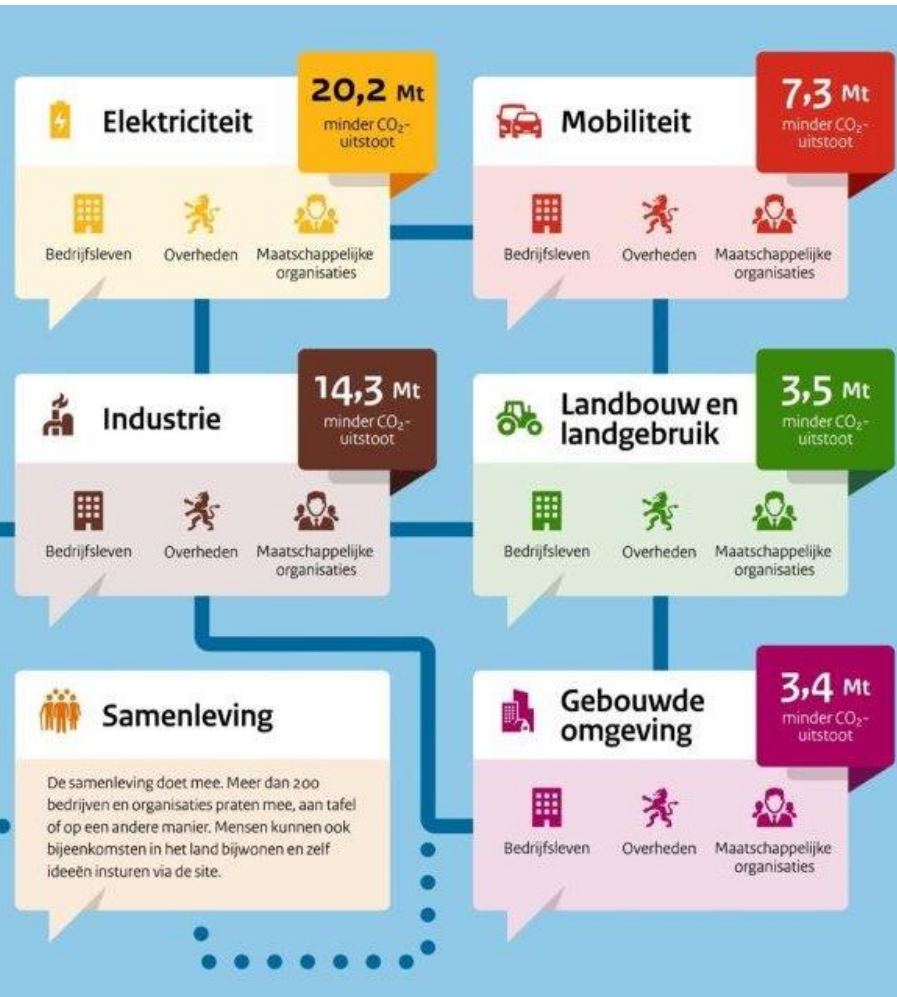 Elektriciteit
20,2 Mt
minder CO₂-
uitstoot
Bedrijfsleven
Overheden
Maatschappelijke
organisaties
Mobiliteit
7,3 Mt
minder CO₂-
uitstoot
Bedrijfsleven
Overheden
Maatschappelijke
organisaties
Industrie
14,3 Mt
minder CO₂-
uitstoot
Bedrijfsleven
Overheden
Maatschappelijke
organisaties
Landbouw en
landgebruik
3,5 Mt
minder CO₂-
uitstoot
Bedrijfsleven
Overheden
Maatschappelijke
organisaties
Samenleving
De samenleving doet mee. Meer dan 200
bedrijven en organisaties praten mee, aan tafel
of op een andere manier. Mensen kunnen ook
bijeenkomsten in het land bijwonen en zelf
ideeën insturen via de site.
Gebouwde
omgeving
3,4 Mt
minder CO₂-
uitstoot
Bedrijfsleven
Overheden
Maatschappelijke
organisaties